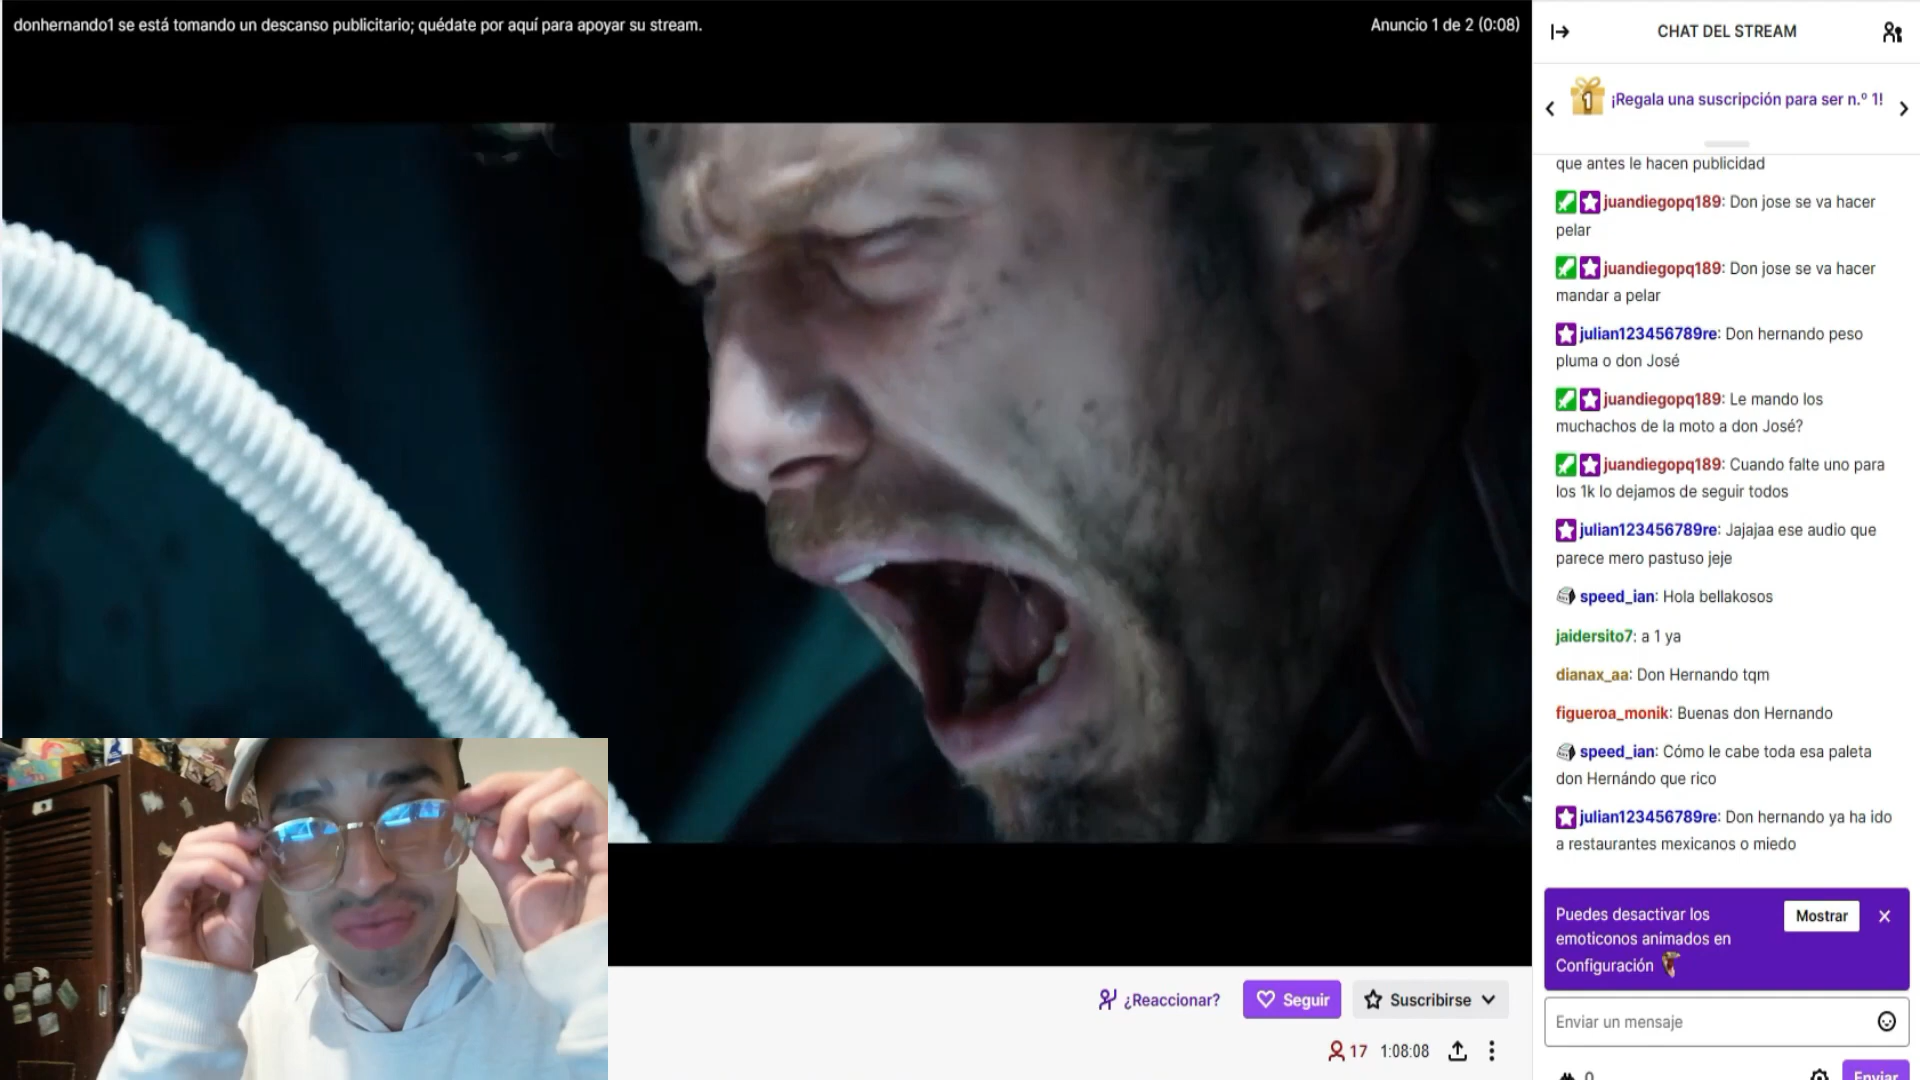 donhernando1 se está tomando un descanso publicitario; quédate por aquí para apoyar su stream.
Anuncio 1 de 2 (0:08)
CHAT DEL STREAM
1
¡Regala una suscripción para ser n.º 1!
que antes le hacen publicidad
juandiegopq189: Don jose se va hacer
pelar
juandiegopq189: Don jose se va hacer
mandar a pelar
julian123456789re: Don hernando peso
pluma o don José
juandiegopq189: Le mando los
muchachos de la moto a don José?
juandiegopq189: Cuando falte uno para
los 1k lo dejamos de seguir todos
julian123456789re: Jajajaa ese audio que
parece mero pastuso jeje
speed_ian: Hola bellakosos
jaidersito7: a 1 ya
dianax_aa: Don Hernando tqm
figueroa_monik: Buenas don Hernando
speed_ian: Cómo le cabe toda esa paleta
don Hernándo que rico
julian123456789re: Don hernando ya ha ido
a restaurantes mexicanos o miedo
Puedes desactivar los
emoticonos animados en
Configuración
Mostrar
¿Reaccionar?
Seguir
Suscribirse
17
1:08:08
Enviar un mensaje
0
Enviar